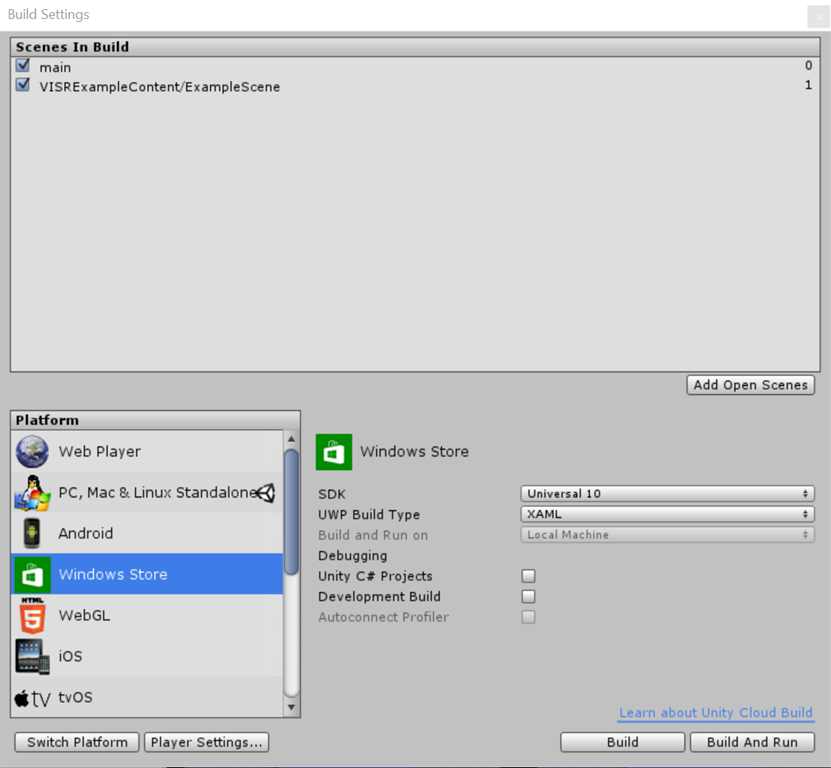 Build Settings
Scenes In Build
main 0
VISRExampleContent/ExampleScene 1
Add Open Scenes
Platform
Web Player
PC, Mac & Linux Standalone
Android
Windows Store
HTML
5
WebGL
iOS
tv
tvOS
Windows Store
SDK Universal 10
UWP Build Type XAML
Build and Run on Local Machine
Debugging
Unity C# Projects
Development Build
Autoconnect Profiler
Learn about Unity Cloud Build
Switch Platform Player Settings... Build Build And Run